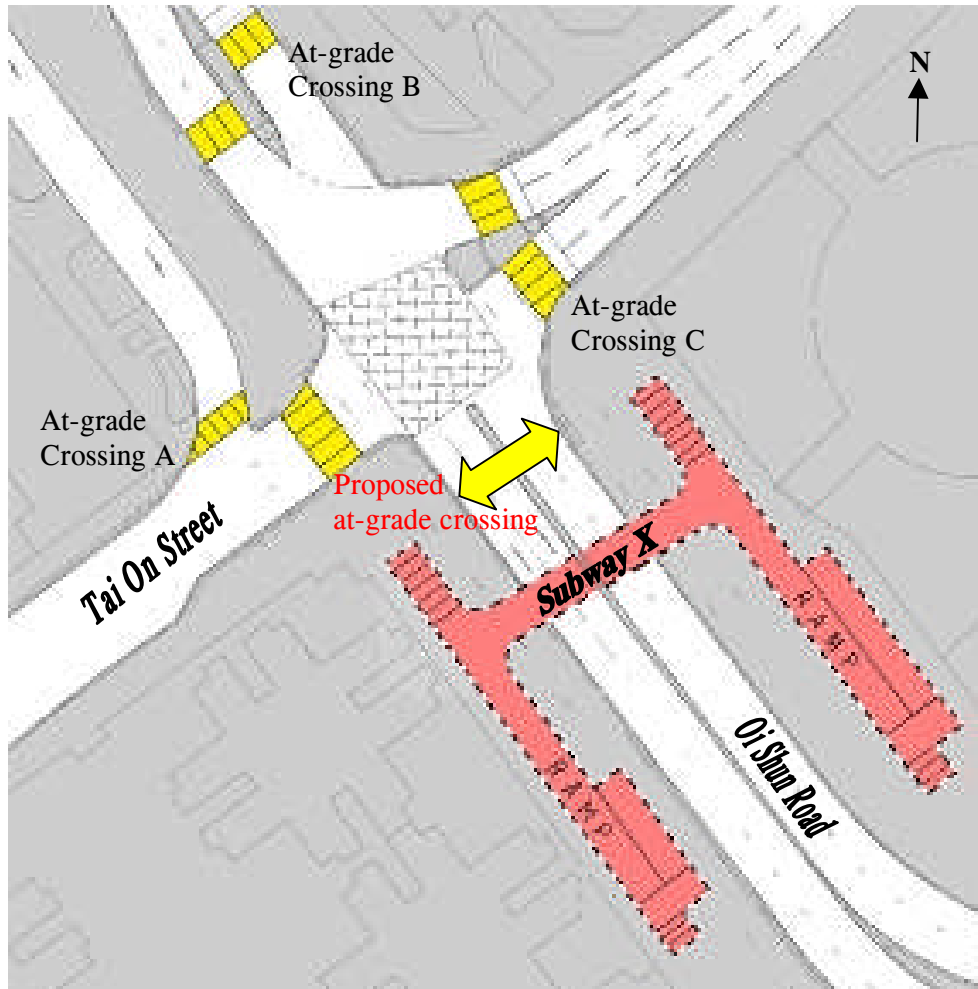 At-grade
Crossing B
N
At-grade
Crossing C
At-grade
Crossing A
Proposed
at-grade crossing
Tai On Street
Subway X
RAMP
Oi Shun Road
RAMP